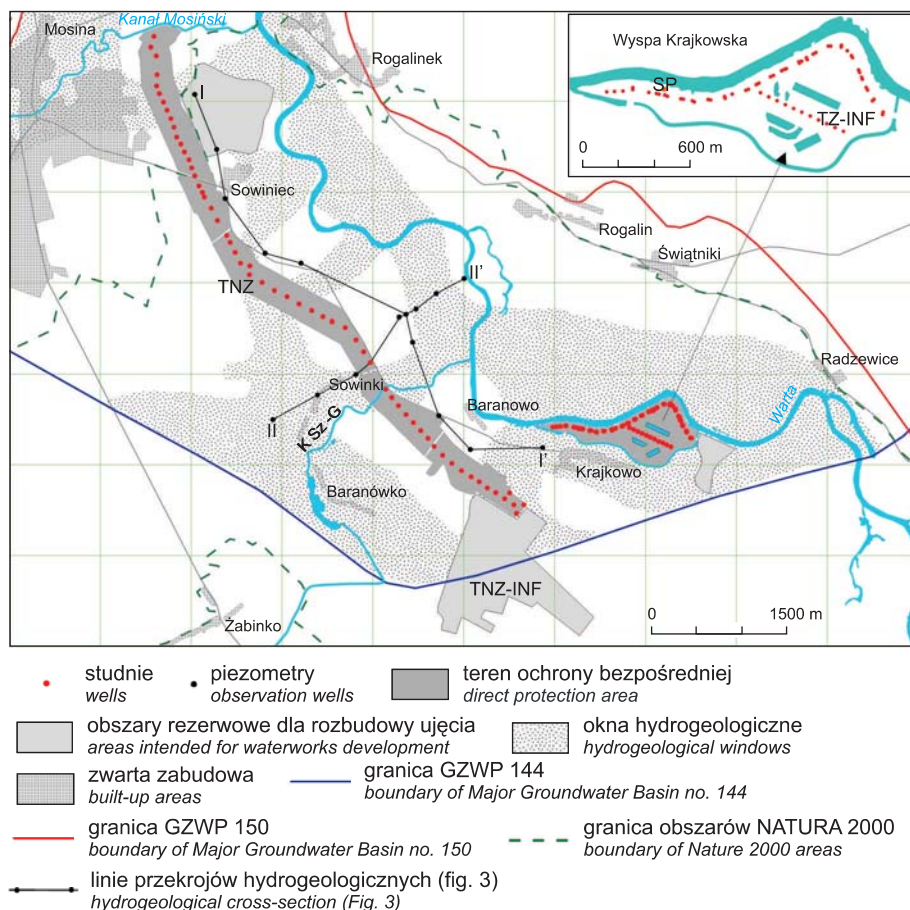 Kanał Mosiński
Mosina
Rogalinek
I
Sowiniec
TNZ
II'
Rogalin
Świątniki
Radzewice
Warta
Sowinki
II
K Sz.-G
Baranowo
I'
Krajkowo
Baranówko
TNZ-INF
Żabinko
0 1500 m
Wyspa Krajkowska
SP
TZ-INF
0 600 m
studnie
wells
piezometry
observation wells
teren ochrony bezpośredniej
direct protection area
obszary rezerwowe dla rozbudowy ujęcia
areas intended for waterworks development
okna hydrogeologiczne
hydrogeological windows
zwarta zabudowa
built-up areas
granica GZWP 144
boundary of Major Groundwater Basin no. 144
granica GZWP 150
boundary of Major Groundwater Basin no. 150
granica obszarów NATURA 2000
boundary of Nature 2000 areas
linie przekrojów hydrogeologicznych (fig. 3)
hydrogeological cross-section (Fig. 3)